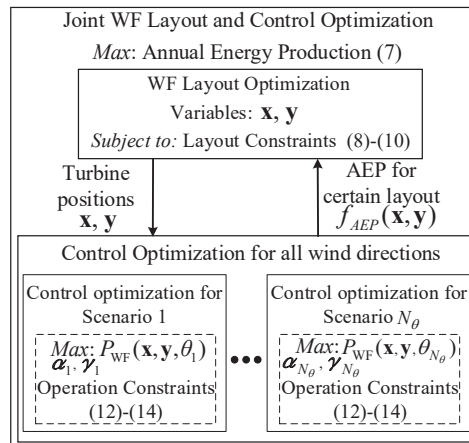 Joint WF Layout and Control Optimization
Max: Annual Energy Production (7)
WF Layout Optimization
Variables: x, y
Subject to: Layout Constraints (8)-(10)
Turbine
positions
x, y
AEP for
certain layout
f_AEP(x, y)
Control Optimization for all wind directions
Control optimization for
Scenario 1
Max: P_WF(x, y, θ_1)
α_1, γ_1
Operation Constraints
(12)-(14)
•••
Control optimization for
Scenario N_θ
Max: P_WF(x, y, θ_{N_θ})
α_{N_θ}, γ_{N_θ}
Operation Constraints
(12)-(14)